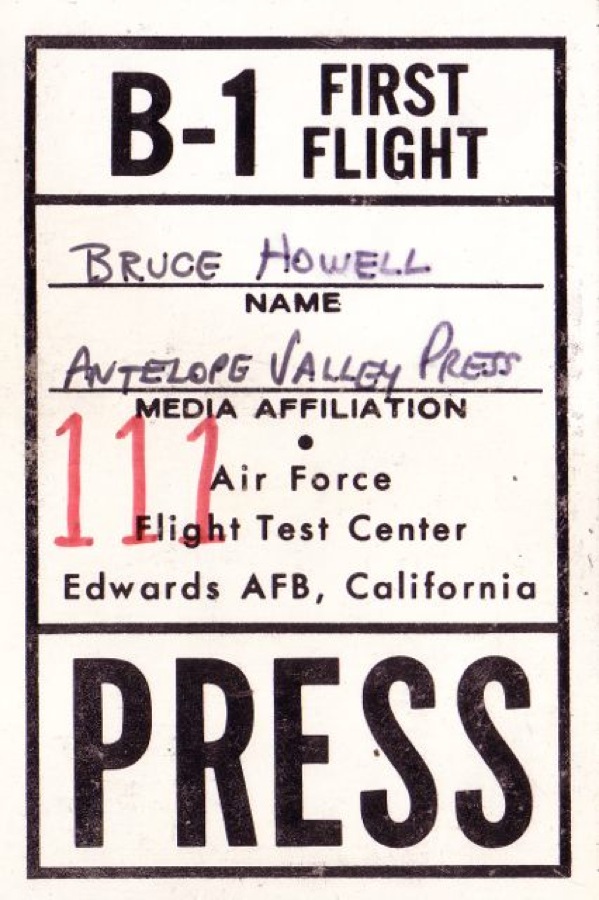 B-1 FIRST FLIGHT
BRUCE HOWELL
NAME
ANTELOPE VALLEY PRESS
MEDIA AFFILIATION
•
111
Air Force
Flight Test Center
Edwards AFB, California
PRESS